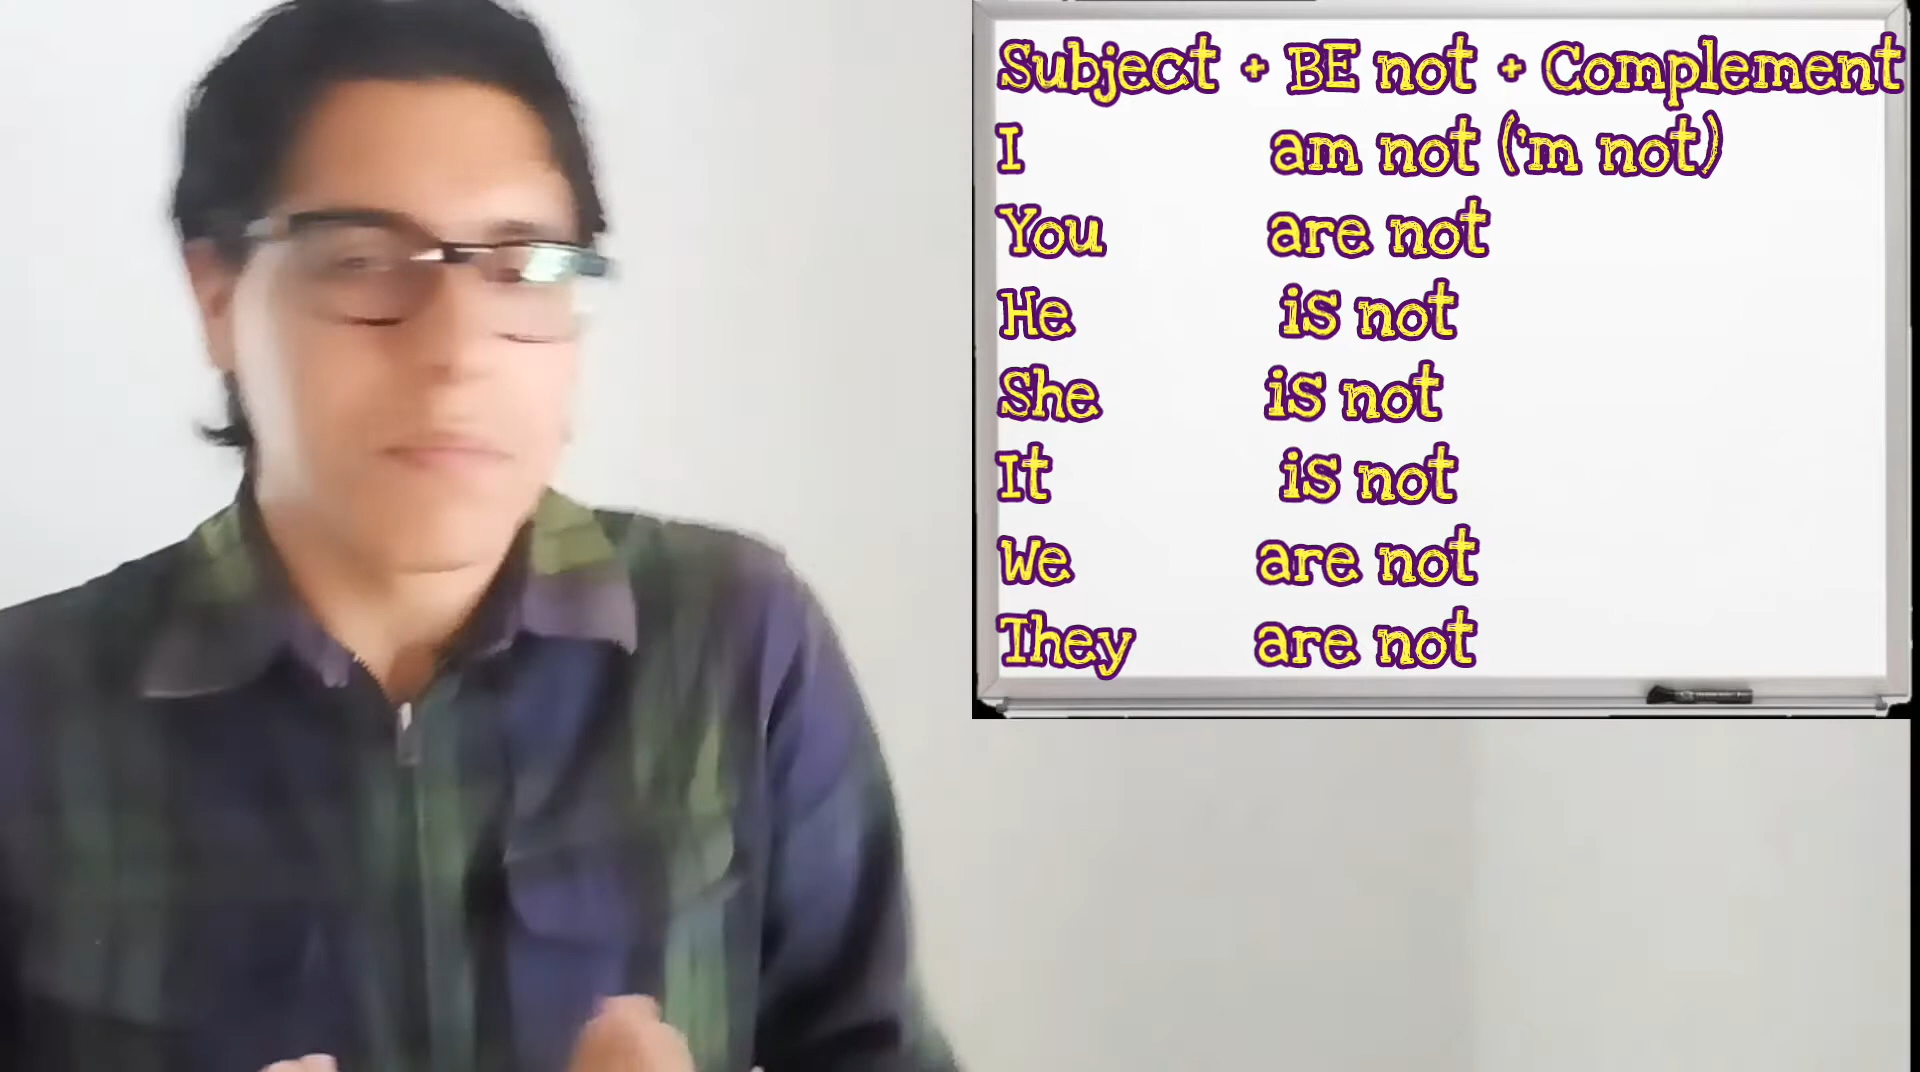 Subject + BE not + Complement
I am not ('m not)
You are not
He is not
She is not
It is not
We are not
They are not